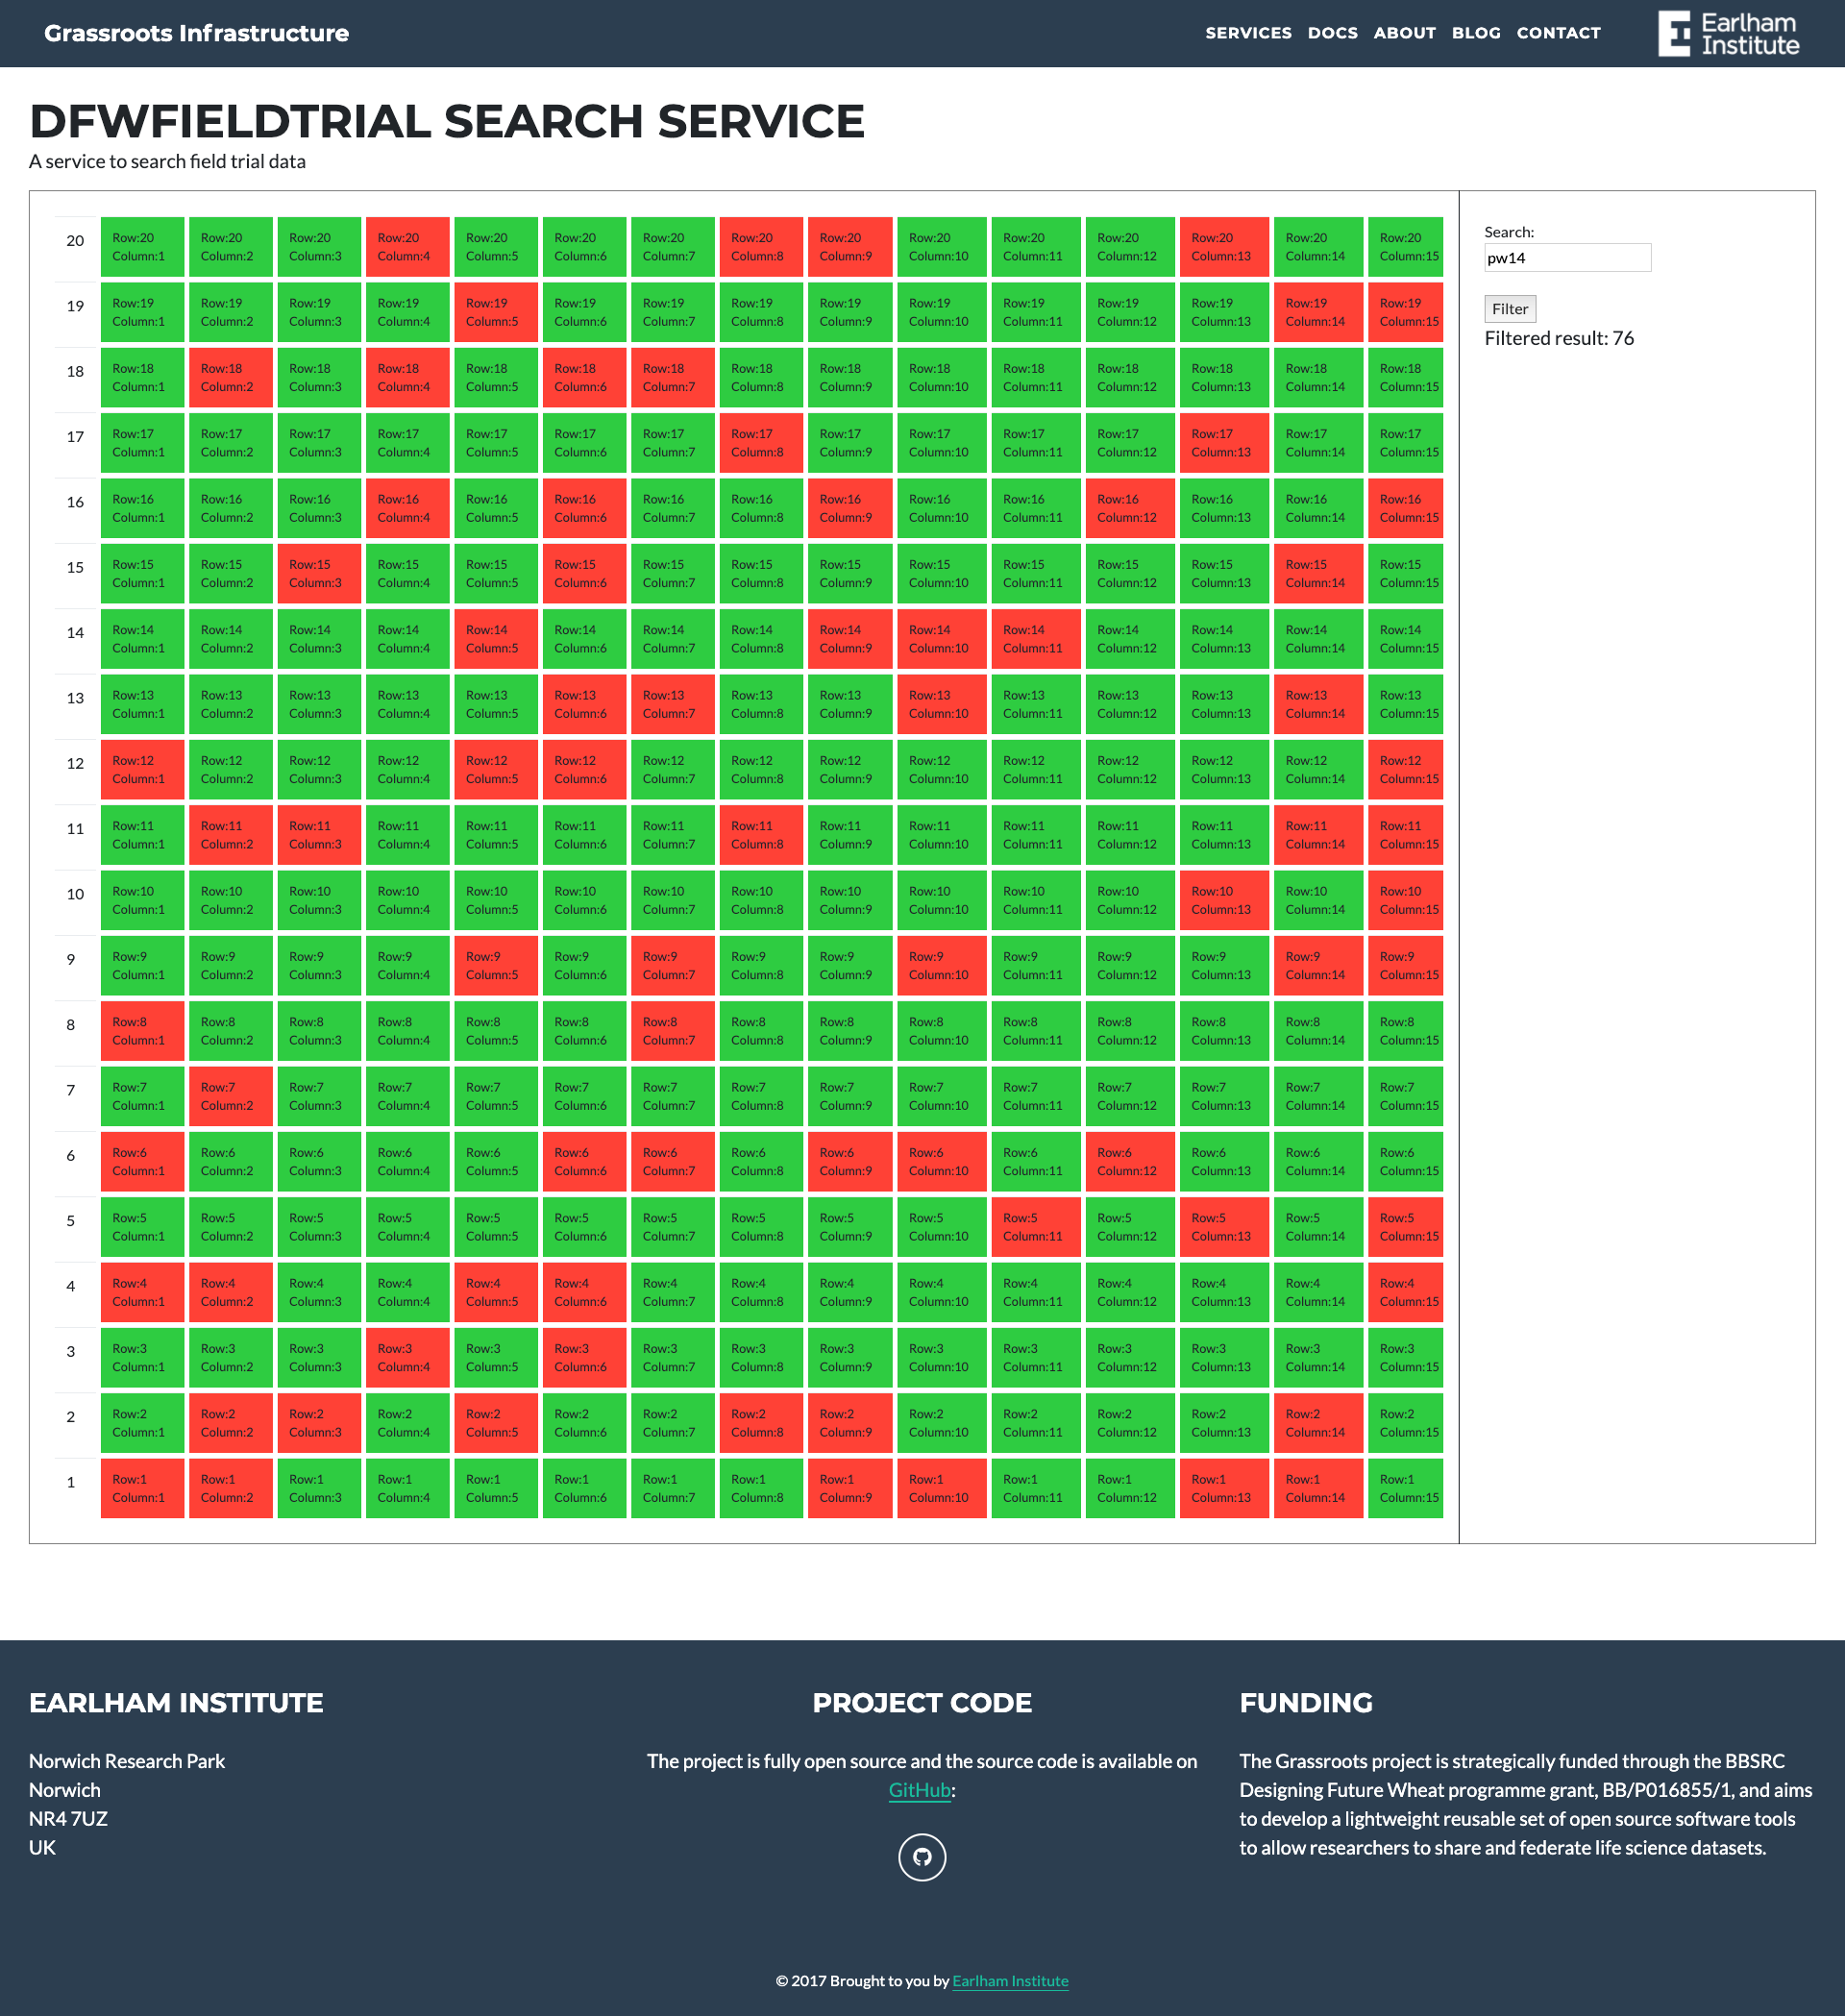 Grassroots Infrastructure SERVICES DOCS ABOUT BLOG CONTACT Earlham
Institute
DFWFIELDTRIAL SEARCH SERVICE
A service to search field trial data
20 Row:20 Row:20 Row:20 Row:20 Row:20 Row:20 Row:20 Row:20 Row:20 Row:20 Row:20 Row:20 Row:20 Row:20 Row:20
Column:1 Column:2 Column:3 Column:4 Column:5 Column:6 Column:7 Column:8 Column:9 Column:10 Column:11 Column:12 Column:13 Column:14 Column:15
19 Row:19 Row:19 Row:19 Row:19 Row:19 Row:19 Row:19 Row:19 Row:19 Row:19 Row:19 Row:19 Row:19 Row:19 Row:19
Column:1 Column:2 Column:3 Column:4 Column:5 Column:6 Column:7 Column:8 Column:9 Column:10 Column:11 Column:12 Column:13 Column:14 Column:15
18 Row:18 Row:18 Row:18 Row:18 Row:18 Row:18 Row:18 Row:18 Row:18 Row:18 Row:18 Row:18 Row:18 Row:18 Row:18
Column:1 Column:2 Column:3 Column:4 Column:5 Column:6 Column:7 Column:8 Column:9 Column:10 Column:11 Column:12 Column:13 Column:14 Column:15
17 Row:17 Row:17 Row:17 Row:17 Row:17 Row:17 Row:17 Row:17 Row:17 Row:17 Row:17 Row:17 Row:17 Row:17 Row:17
Column:1 Column:2 Column:3 Column:4 Column:5 Column:6 Column:7 Column:8 Column:9 Column:10 Column:11 Column:12 Column:13 Column:14 Column:15
16 Row:16 Row:16 Row:16 Row:16 Row:16 Row:16 Row:16 Row:16 Row:16 Row:16 Row:16 Row:16 Row:16 Row:16 Row:16
Column:1 Column:2 Column:3 Column:4 Column:5 Column:6 Column:7 Column:8 Column:9 Column:10 Column:11 Column:12 Column:13 Column:14 Column:15
15 Row:15 Row:15 Row:15 Row:15 Row:15 Row:15 Row:15 Row:15 Row:15 Row:15 Row:15 Row:15 Row:15 Row:15 Row:15
Column:1 Column:2 Column:3 Column:4 Column:5 Column:6 Column:7 Column:8 Column:9 Column:10 Column:11 Column:12 Column:13 Column:14 Column:15
14 Row:14 Row:14 Row:14 Row:14 Row:14 Row:14 Row:14 Row:14 Row:14 Row:14 Row:14 Row:14 Row:14 Row:14 Row:14
Column:1 Column:2 Column:3 Column:4 Column:5 Column:6 Column:7 Column:8 Column:9 Column:10 Column:11 Column:12 Column:13 Column:14 Column:15
13 Row:13 Row:13 Row:13 Row:13 Row:13 Row:13 Row:13 Row:13 Row:13 Row:13 Row:13 Row:13 Row:13 Row:13 Row:13
Column:1 Column:2 Column:3 Column:4 Column:5 Column:6 Column:7 Column:8 Column:9 Column:10 Column:11 Column:12 Column:13 Column:14 Column:15
12 Row:12 Row:12 Row:12 Row:12 Row:12 Row:12 Row:12 Row:12 Row:12 Row:12 Row:12 Row:12 Row:12 Row:12 Row:12
Column:1 Column:2 Column:3 Column:4 Column:5 Column:6 Column:7 Column:8 Column:9 Column:10 Column:11 Column:12 Column:13 Column:14 Column:15
11 Row:11 Row:11 Row:11 Row:11 Row:11 Row:11 Row:11 Row:11 Row:11 Row:11 Row:11 Row:11 Row:11 Row:11 Row:11
Column:1 Column:2 Column:3 Column:4 Column:5 Column:6 Column:7 Column:8 Column:9 Column:10 Column:11 Column:12 Column:13 Column:14 Column:15
10 Row:10 Row:10 Row:10 Row:10 Row:10 Row:10 Row:10 Row:10 Row:10 Row:10 Row:10 Row:10 Row:10 Row:10 Row:10
Column:1 Column:2 Column:3 Column:4 Column:5 Column:6 Column:7 Column:8 Column:9 Column:10 Column:11 Column:12 Column:13 Column:14 Column:15
9 Row:9 Row:9 Row:9 Row:9 Row:9 Row:9 Row:9 Row:9 Row:9 Row:9 Row:9 Row:9 Row:9 Row:9 Row:9
Column:1 Column:2 Column:3 Column:4 Column:5 Column:6 Column:7 Column:8 Column:9 Column:10 Column:11 Column:12 Column:13 Column:14 Column:15
8 Row:8 Row:8 Row:8 Row:8 Row:8 Row:8 Row:8 Row:8 Row:8 Row:8 Row:8 Row:8 Row:8 Row:8 Row:8
Column:1 Column:2 Column:3 Column:4 Column:5 Column:6 Column:7 Column:8 Column:9 Column:10 Column:11 Column:12 Column:13 Column:14 Column:15
7 Row:7 Row:7 Row:7 Row:7 Row:7 Row:7 Row:7 Row:7 Row:7 Row:7 Row:7 Row:7 Row:7 Row:7 Row:7
Column:1 Column:2 Column:3 Column:4 Column:5 Column:6 Column:7 Column:8 Column:9 Column:10 Column:11 Column:12 Column:13 Column:14 Column:15
6 Row:6 Row:6 Row:6 Row:6 Row:6 Row:6 Row:6 Row:6 Row:6 Row:6 Row:6 Row:6 Row:6 Row:6 Row:6
Column:1 Column:2 Column:3 Column:4 Column:5 Column:6 Column:7 Column:8 Column:9 Column:10 Column:11 Column:12 Column:13 Column:14 Column:15
5 Row:5 Row:5 Row:5 Row:5 Row:5 Row:5 Row:5 Row:5 Row:5 Row:5 Row:5 Row:5 Row:5 Row:5 Row:5
Column:1 Column:2 Column:3 Column:4 Column:5 Column:6 Column:7 Column:8 Column:9 Column:10 Column:11 Column:12 Column:13 Column:14 Column:15
4 Row:4 Row:4 Row:4 Row:4 Row:4 Row:4 Row:4 Row:4 Row:4 Row:4 Row:4 Row:4 Row:4 Row:4 Row:4
Column:1 Column:2 Column:3 Column:4 Column:5 Column:6 Column:7 Column:8 Column:9 Column:10 Column:11 Column:12 Column:13 Column:14 Column:15
3 Row:3 Row:3 Row:3 Row:3 Row:3 Row:3 Row:3 Row:3 Row:3 Row:3 Row:3 Row:3 Row:3 Row:3 Row:3
Column:1 Column:2 Column:3 Column:4 Column:5 Column:6 Column:7 Column:8 Column:9 Column:10 Column:11 Column:12 Column:13 Column:14 Column:15
2 Row:2 Row:2 Row:2 Row:2 Row:2 Row:2 Row:2 Row:2 Row:2 Row:2 Row:2 Row:2 Row:2 Row:2 Row:2
Column:1 Column:2 Column:3 Column:4 Column:5 Column:6 Column:7 Column:8 Column:9 Column:10 Column:11 Column:12 Column:13 Column:14 Column:15
1 Row:1 Row:1 Row:1 Row:1 Row:1 Row:1 Row:1 Row:1 Row:1 Row:1 Row:1 Row:1 Row:1 Row:1 Row:1
Column:1 Column:2 Column:3 Column:4 Column:5 Column:6 Column:7 Column:8 Column:9 Column:10 Column:11 Column:12 Column:13 Column:14 Column:15
Search:
pw14
Filter
Filtered result: 76
EARLHAM INSTITUTE
Norwich Research Park
Norwich
NR4 7UZ
UK
PROJECT CODE
The project is fully open source and the source code is available on
GitHub:
FUNDING
The Grassroots project is strategically funded through the BBSRC
Designing Future Wheat programme grant, BB/P016855/1, and aims
to develop a lightweight reusable set of open source software tools
to allow researchers to share and federate life science datasets.
© 2017 Brought to you by Earlham Institute